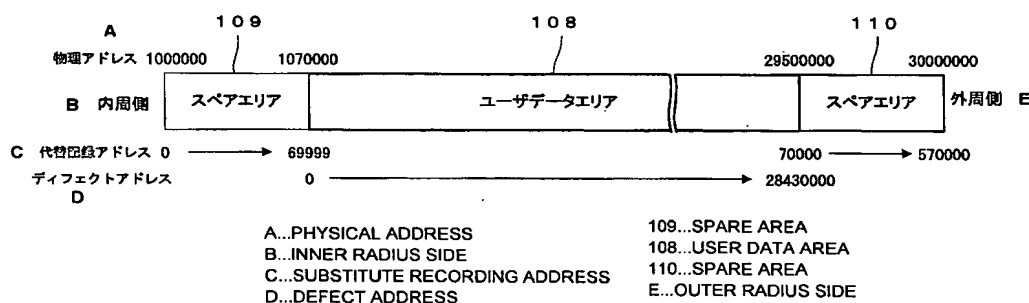 109 108 110
A
物理アドレス 1000000 1070000 29500000 30000000
B 内周側 スペアエリア ユーザデータエリア スペアエリア 外周側 E
C 代替記録アドレス 0 69999 70000 570000
ディフェクトアドレス 0 28430000
D
A...PHYSICAL ADDRESS
B...INNER RADIUS SIDE
C...SUBSTITUTE RECORDING ADDRESS
D...DEFECT ADDRESS
109...SPARE AREA
108...USER DATA AREA
110...SPARE AREA
E...OUTER RADIUS SIDE